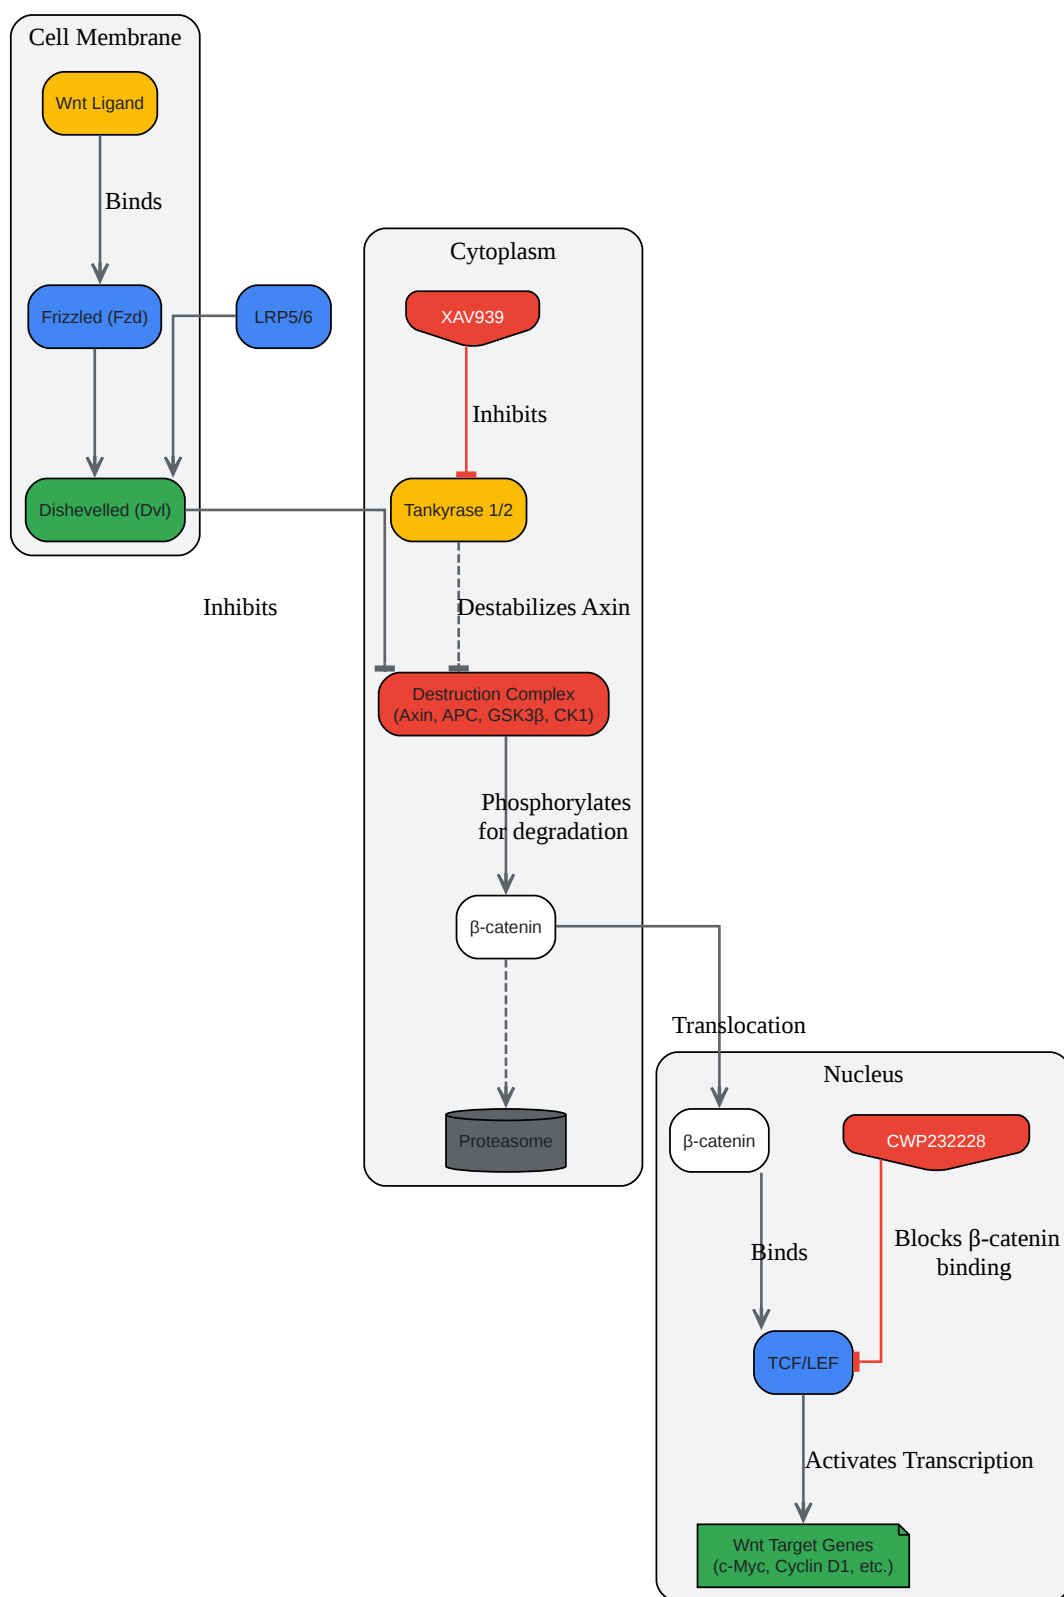 Cell Membrane
Wnt Ligand
Binds
Cytoplasm
Frizzled (Fzd)
LRP5/6
XAV939
Inhibits
Dishevelled (Dvl)
Tankyrase 1/2
Inhibits
Destabilizes Axin
Destruction Complex
(Axin, APC, GSK3β, CK1)
Phosphorylates
for degradation
β-catenin
Translocation
Nucleus
Proteasome
β-catenin
CWP232228
Binds
Blocks β-catenin
binding
TCF/LEF
Activates Transcription
Wnt Target Genes
(c-Myc, Cyclin D1, etc.)